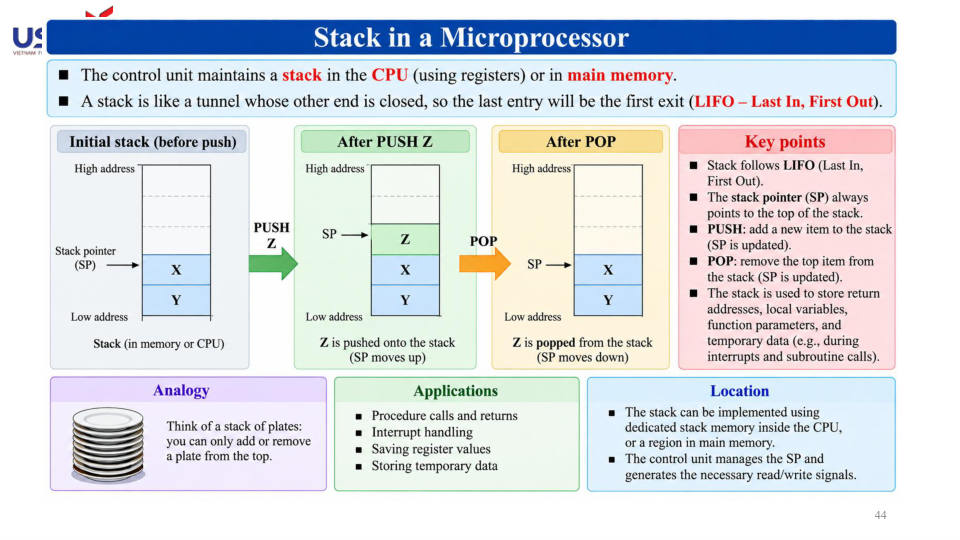 US
VIETNAM
Stack in a Microprocessor
■ The control unit maintains a stack in the CPU (using registers) or in main memory.
■ A stack is like a tunnel whose other end is closed, so the last entry will be the first exit (LIFO – Last In, First Out).
Initial stack (before push)
High address
Stack pointer
(SP)
X
Y
Low address
Stack (in memory or CPU)
PUSH
Z
After PUSH Z
High address
SP
Z
X
Y
Low address
Z is pushed onto the stack
(SP moves up)
POP
After POP
High address
SP
X
Y
Low address
Z is popped from the stack
(SP moves down)
Key points
■ Stack follows LIFO (Last In,
First Out).
■ The stack pointer (SP) always
points to the top of the stack.
■ PUSH: add a new item to the stack
(SP is updated).
■ POP: remove the top item from
the stack (SP is updated).
■ The stack is used to store return
addresses, local variables,
function parameters, and
temporary data (e.g., during
interrupts and subroutine calls).
Analogy
Think of a stack of plates:
you can only add or remove
a plate from the top.
Applications
■ Procedure calls and returns
■ Interrupt handling
■ Saving register values
■ Storing temporary data
Location
■ The stack can be implemented using
dedicated stack memory inside the CPU,
or a region in main memory.
■ The control unit manages the SP and
generates the necessary read/write signals.
44